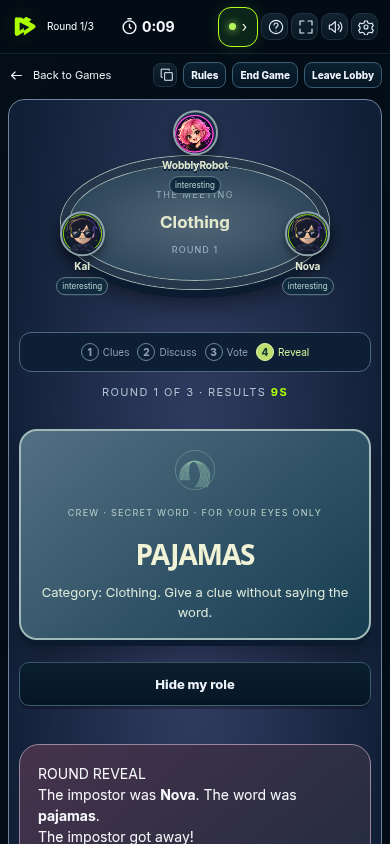 Round 1/3
0:09
Back to Games
Rules
End Game
Leave Lobby
WobblyRobot
interesting
THE MEETING
Clothing
ROUND 1
Kai
interesting
Nova
interesting
1 Clues 2 Discuss 3 Vote 4 Reveal
ROUND 1 OF 3 · RESULTS 9S
CREW · SECRET WORD · FOR YOUR EYES ONLY
PAJAMAS
Category: Clothing. Give a clue without saying the
word.
Hide my role
ROUND REVEAL
The impostor was Nova. The word was
pajamas.
The impostor got away!